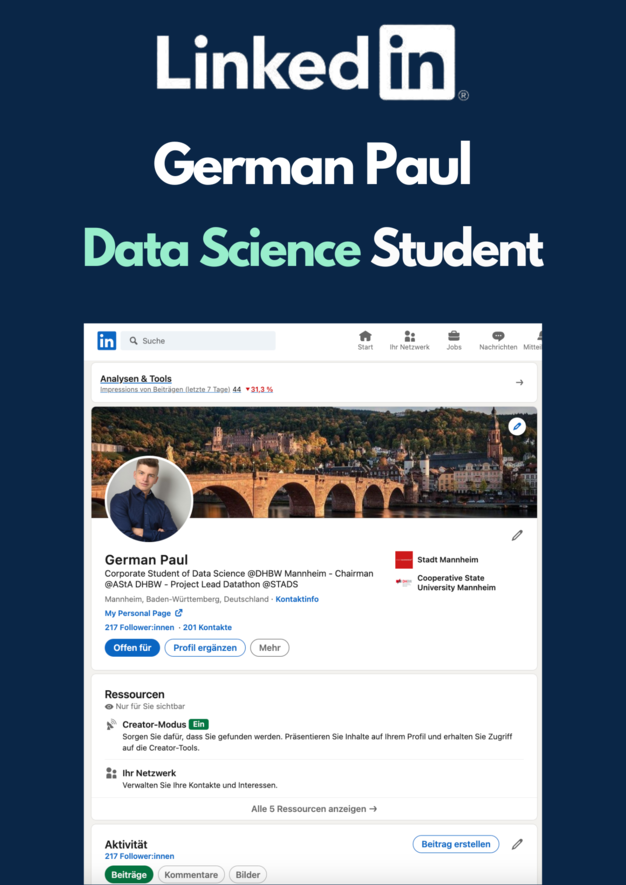 Linked in ®
German Paul
Data Science Student
in Suche
Start Ihr Netzwerk Jobs Nachrichten
Analysen & Tools
Impressions von Beiträgen (letzte 7 Tage) 44 ▼31,3 %
German Paul
Corporate Student of Data Science @DHBW Mannheim - Chairman
@AStA DHBW - Project Lead Datathon @STADS
Mannheim, Baden-Württemberg, Deutschland · Kontaktinfo
My Personal Page
217 Follower:innen · 201 Kontakte
Offen für Profil ergänzen Mehr
Stadt Mannheim
Cooperative State
University Mannheim
Ressourcen
Nur für Sie sichtbar
Creator-Modus Ein
Sorgen Sie dafür, dass Sie gefunden werden. Präsentieren Sie Inhalte auf Ihrem Profil und erhalten Sie Zugriff
auf die Creator-Tools.
Ihr Netzwerk
Verwalten Sie Ihre Kontakte und Interessen.
Alle 5 Ressourcen anzeigen →
Aktivität Beitrag erstellen
217 Follower:innen
Beiträge Kommentare Bilder